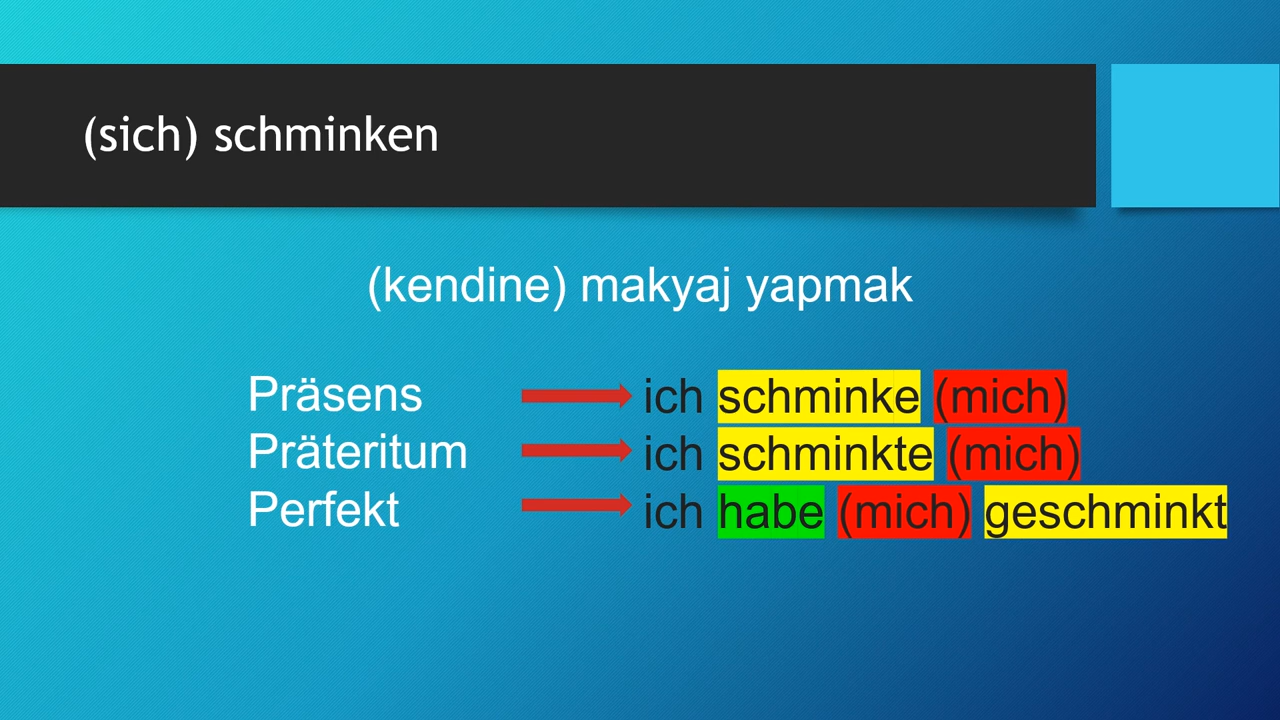 (sich) schminken
(kendine) makyaj yapmak
Präsens ich schminke (mich)
Präteritum ich schminkte (mich)
Perfekt ich habe (mich) geschminkt